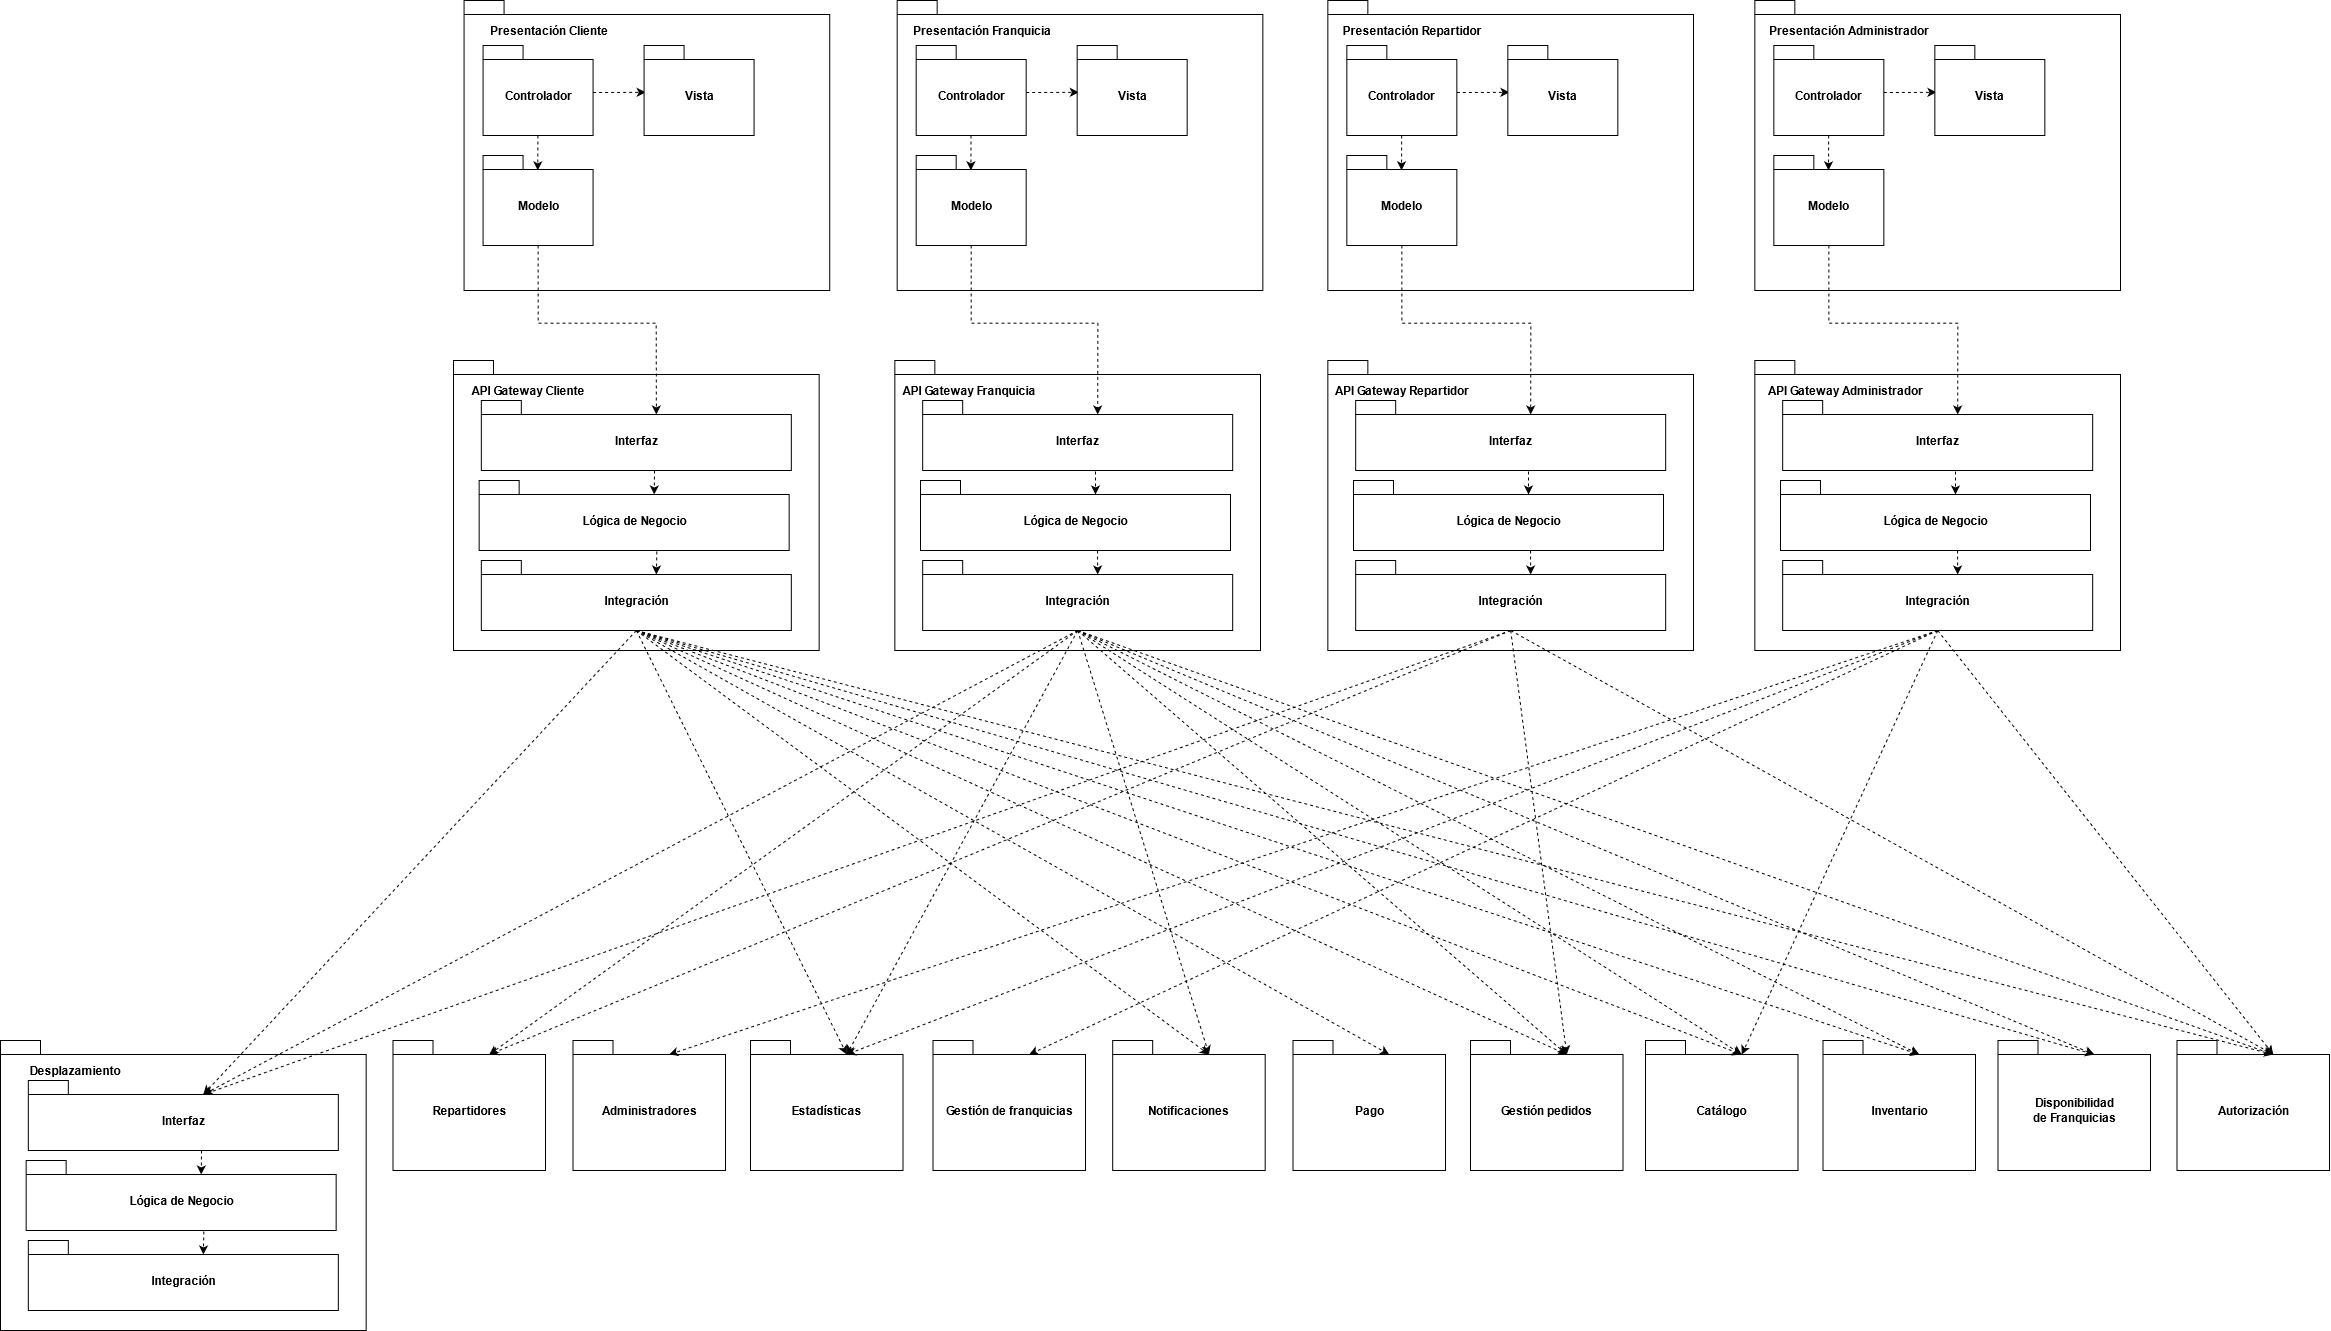 Presentación Cliente
Controlador
Vista
Modelo
Presentación Franquicia
Controlador
Vista
Modelo
Presentación Repartidor
Controlador
Vista
Modelo
Presentación Administrador
Controlador
Vista
Modelo
API Gateway Cliente
Interfaz
Lógica de Negocio
Integración
API Gateway Franquicia
Interfaz
Lógica de Negocio
Integración
API Gateway Repartidor
Interfaz
Lógica de Negocio
Integración
API Gateway Administrador
Interfaz
Lógica de Negocio
Integración
Desplazamiento
Interfaz
Lógica de Negocio
Integración
Repartidores
Administradores
Estadísticas
Gestión de franquicias
Notificaciones
Pago
Gestión pedidos
Catálogo
Inventario
Disponibilidad
de Franquicias
Autorización